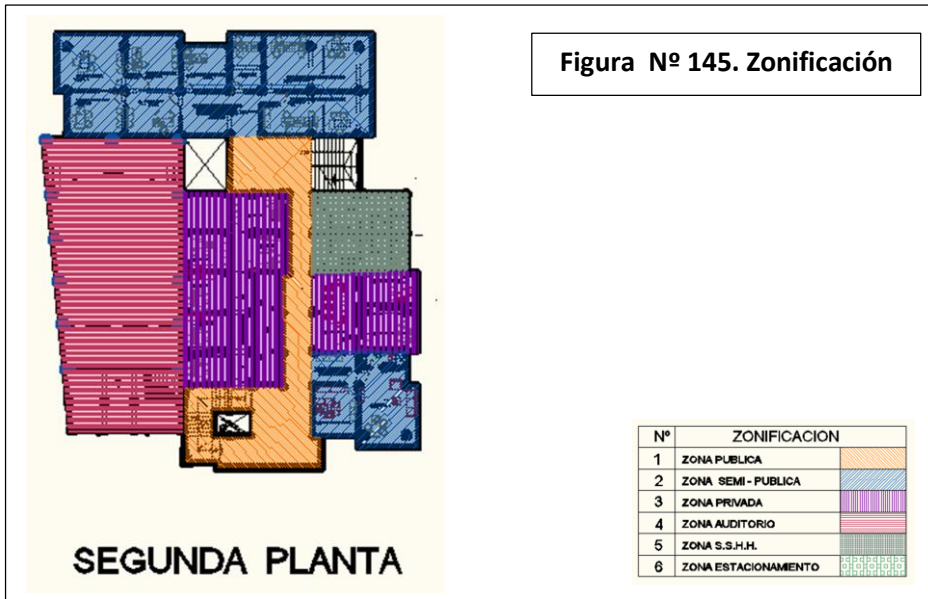 Figura Nº 145. Zonificación
SEGUNDA PLANTA
Nº ZONIFICACION
1 ZONA PUBLICA
2 ZONA SEMI - PUBLICA
3 ZONA PRIVADA
4 ZONA AUDITORIO
5 ZONA S.S.H.H.
6 ZONA ESTACIONAMIENTO